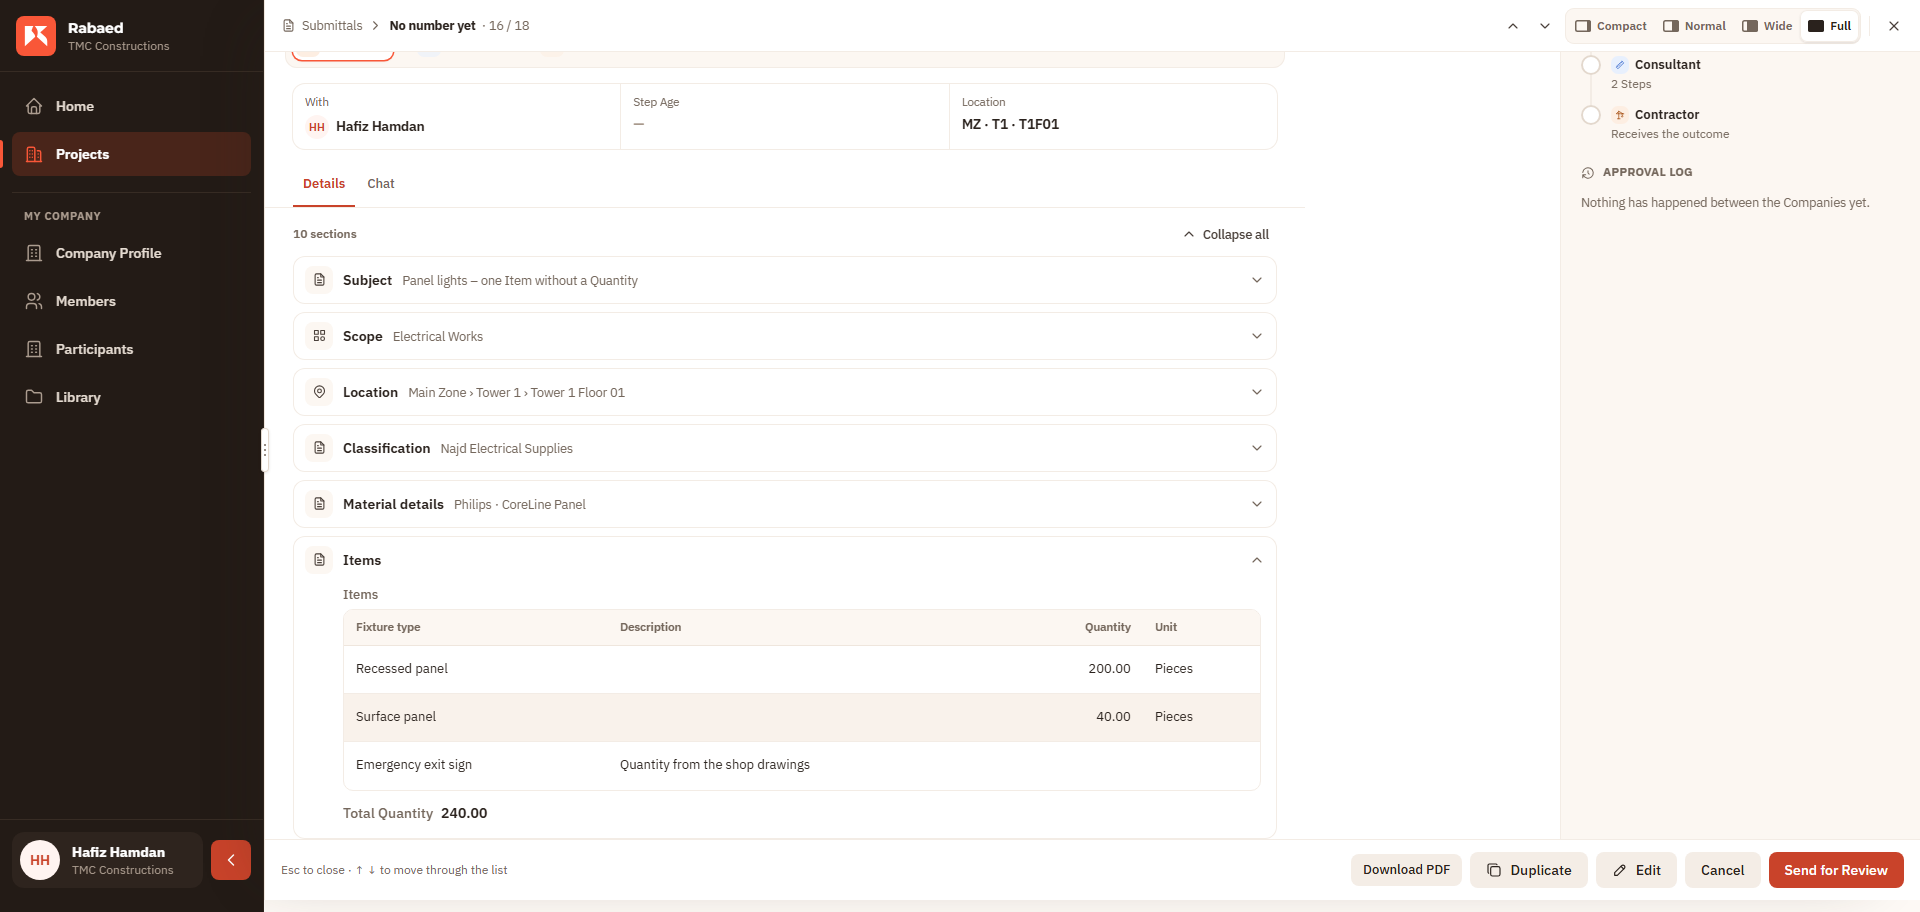 Rabaed
TMC Constructions
Home
Projects
MY COMPANY
Company Profile
Members
Participants
Library
HH
Hafiz Hamdan
TMC Constructions
Submittals
No number yet · 16 / 18
Compact
Normal
Wide
Full
With
HH Hafiz Hamdan
Step Age
—
Location
MZ · T1 · T1F01
Details
Chat
10 sections
Collapse all
Subject Panel lights – one Item without a Quantity
Scope Electrical Works
Location Main Zone › Tower 1 › Tower 1 Floor 01
Classification Najd Electrical Supplies
Material details Philips · CoreLine Panel
Items
Items
Fixture type Description Quantity Unit
Recessed panel 200.00 Pieces
Surface panel 40.00 Pieces
Emergency exit sign Quantity from the shop drawings
Total Quantity 240.00
Consultant
2 Steps
Contractor
Receives the outcome
APPROVAL LOG
Nothing has happened between the Companies yet.
Esc to close · ↑ ↓ to move through the list
Download PDF
Duplicate
Edit
Cancel
Send for Review